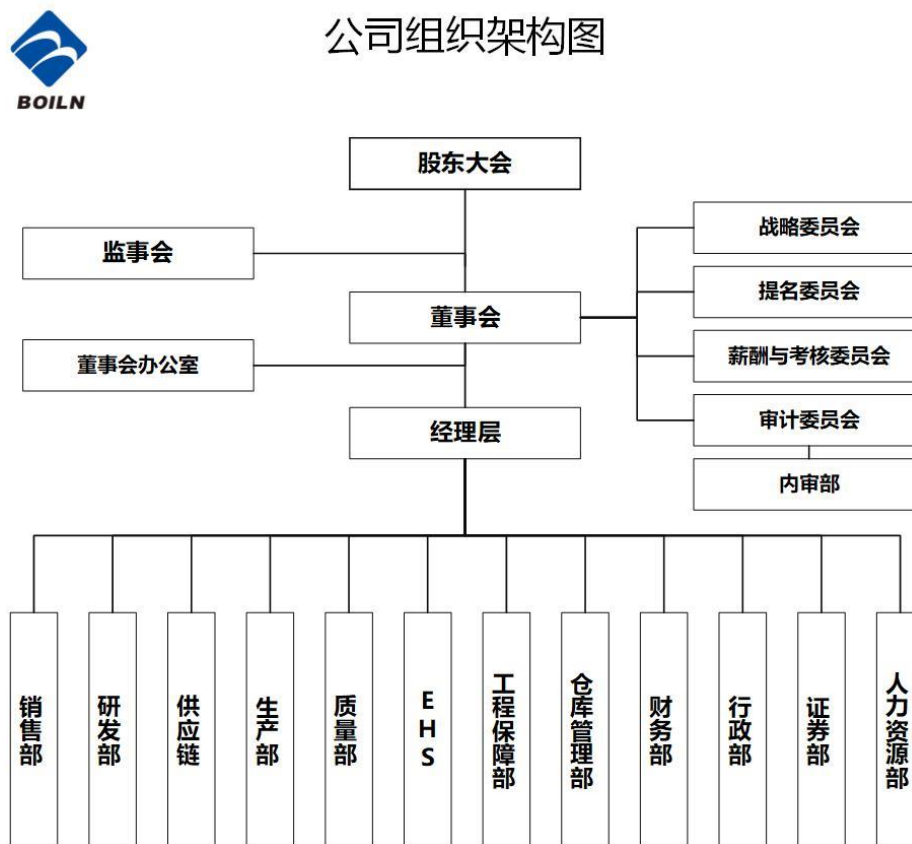 公司组织架构图
BOILN
股东大会
监事会
董事会
董事会办公室
经理层
战略委员会
提名委员会
薪酬与考核委员会
审计委员会
内审部
销售部
研发部
供应链
生产部
质量部
EHS
工程保障部
仓库管理部
财务部
行政部
证券部
人力资源部